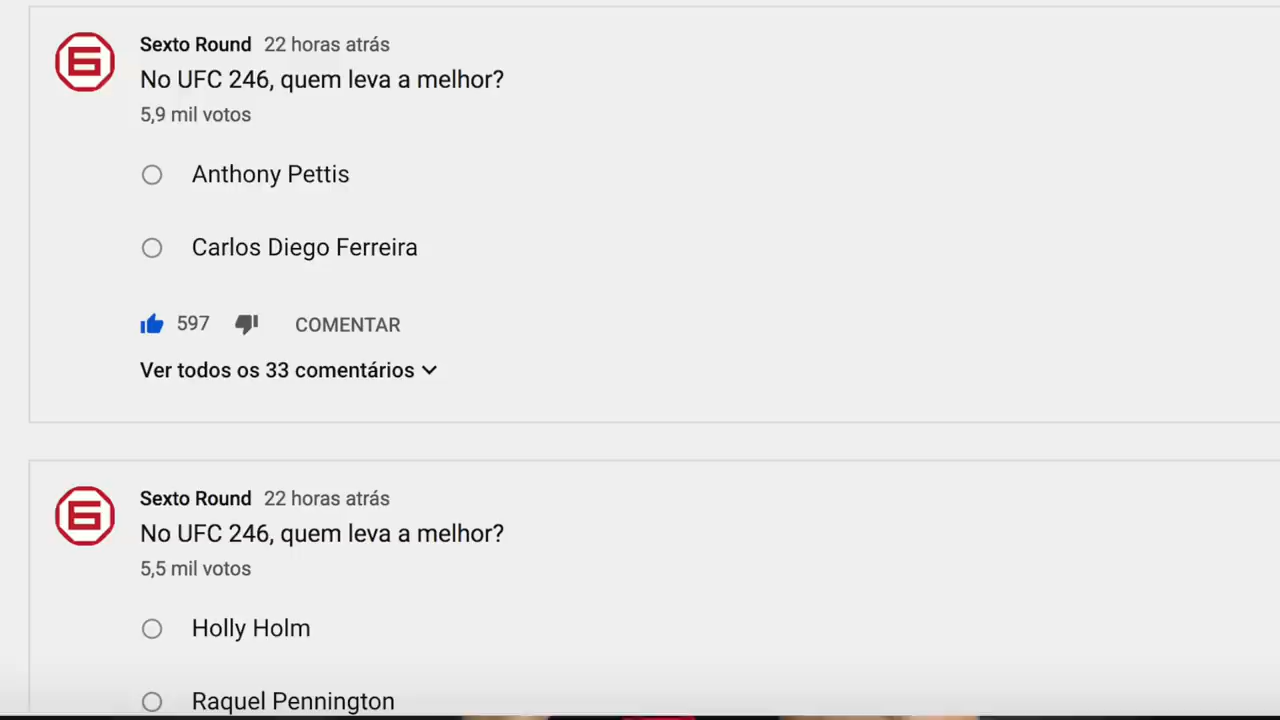 Sexto Round 22 horas atrás
No UFC 246, quem leva a melhor?
5,9 mil votos
Anthony Pettis
Carlos Diego Ferreira
597 COMENTAR
Ver todos os 33 comentários
Sexto Round 22 horas atrás
No UFC 246, quem leva a melhor?
5,5 mil votos
Holly Holm
Raquel Pennington